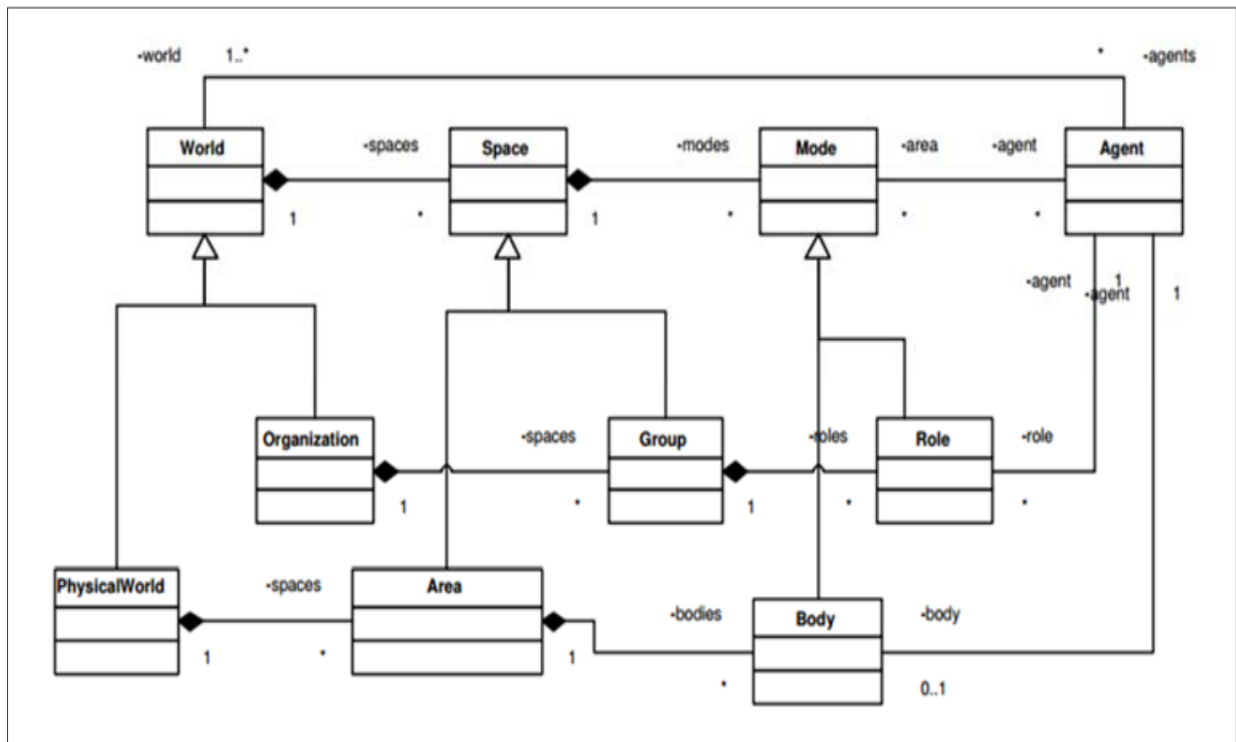 -world 1..* * -agents
World -spaces Space -modes Mode -area -agent Agent
1 * 1 * * *
-agent 1 -agent 1
Organization -spaces Group -roles Role -role
1 * 1 * *
PhysicalWorld -spaces Area -bodies Body -body
1 * 1 * 0..1